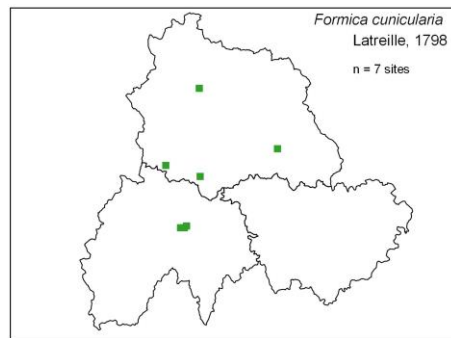 Formica cunicularia
Latreille, 1798
n = 7 sites